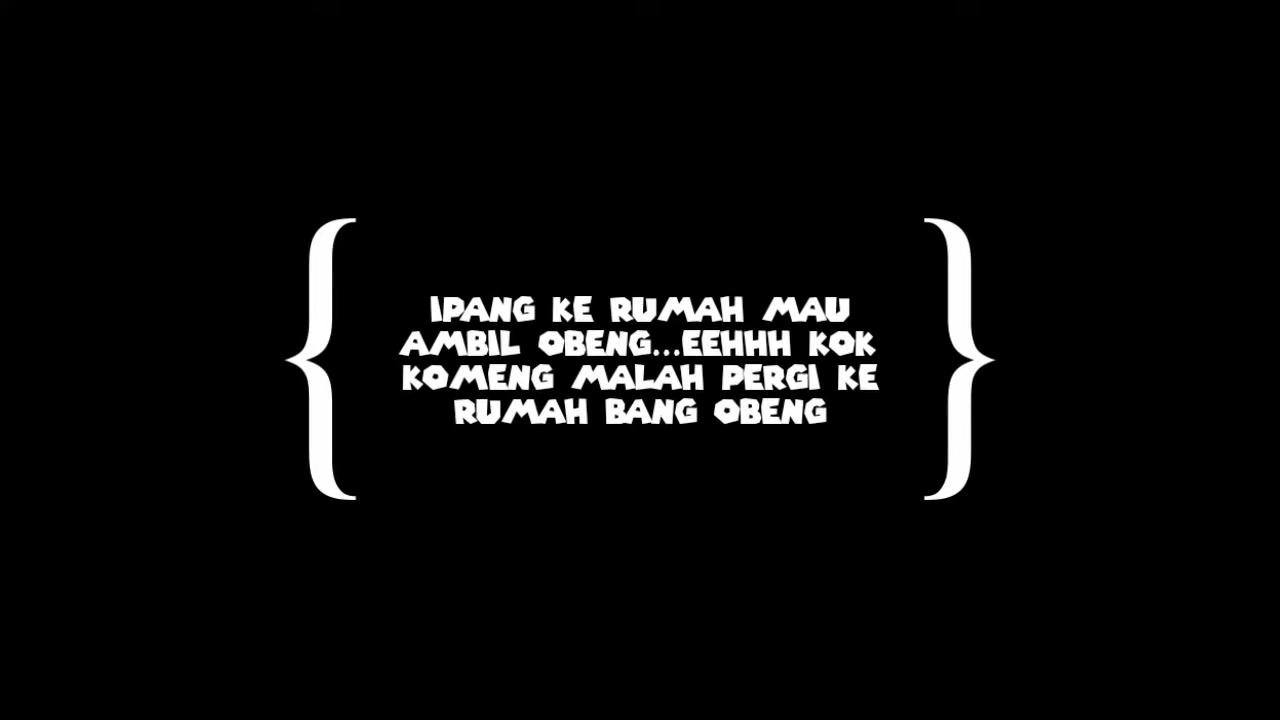 IPANG KE RUMAH MAU
AMBIL OBENG...EEHHH KOK
KOMENG MALAH PERGI KE
RUMAH BANG OBENG